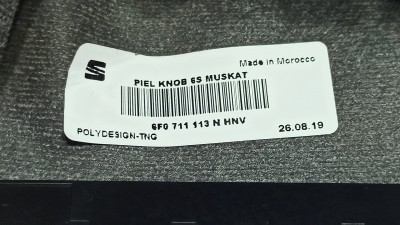 Made in Morocco
PIEL KNOB 6S MUSKAT
6F0 711 113 N HNV
POLYDESIGN-TNG
26.08.19